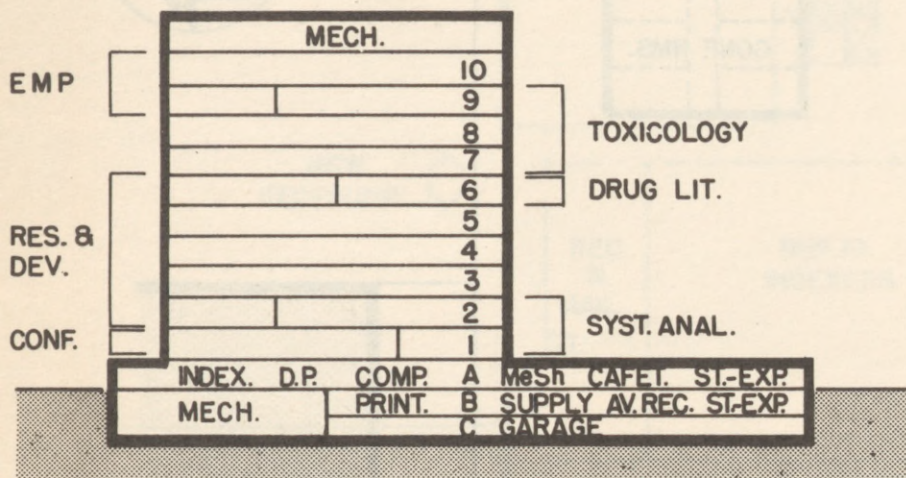 MECH.
EMP
10
9
8
TOXICOLOGY
7
6
DRUG LIT.
5
RES. &
DEV.
4
3
2
SYST. ANAL.
CONF.
1
INDEX. D.P. COMP. A MeSh CAFET. ST.-EXP.
MECH.
PRINT. B SUPPLY AV. REC. ST.-EXP.
C GARAGE